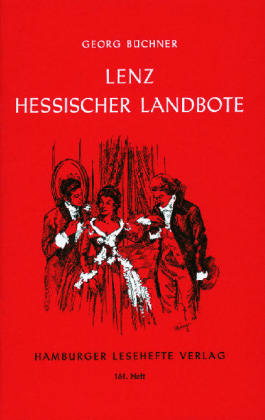 GEORG BÜCHNER
LENZ
HESSISCHER LANDBOTE
HAMBURGER LESEHEFTE VERLAG
161. Heft